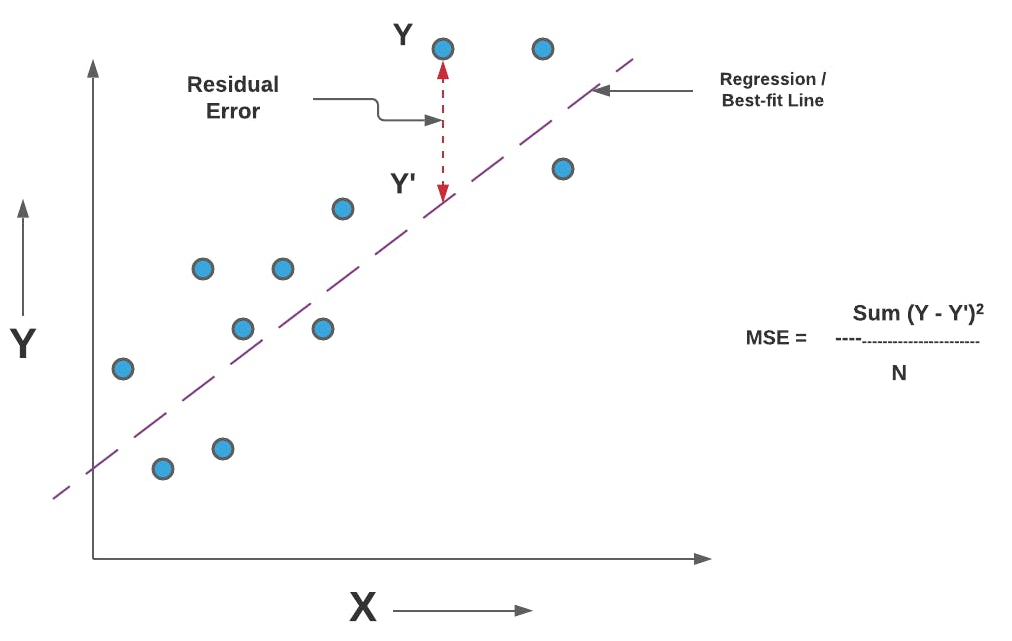 Y
Residual
Error
Regression /
Best-fit Line
Y'
Y
Sum (Y - Y')²
MSE = ----------------------------
N
X